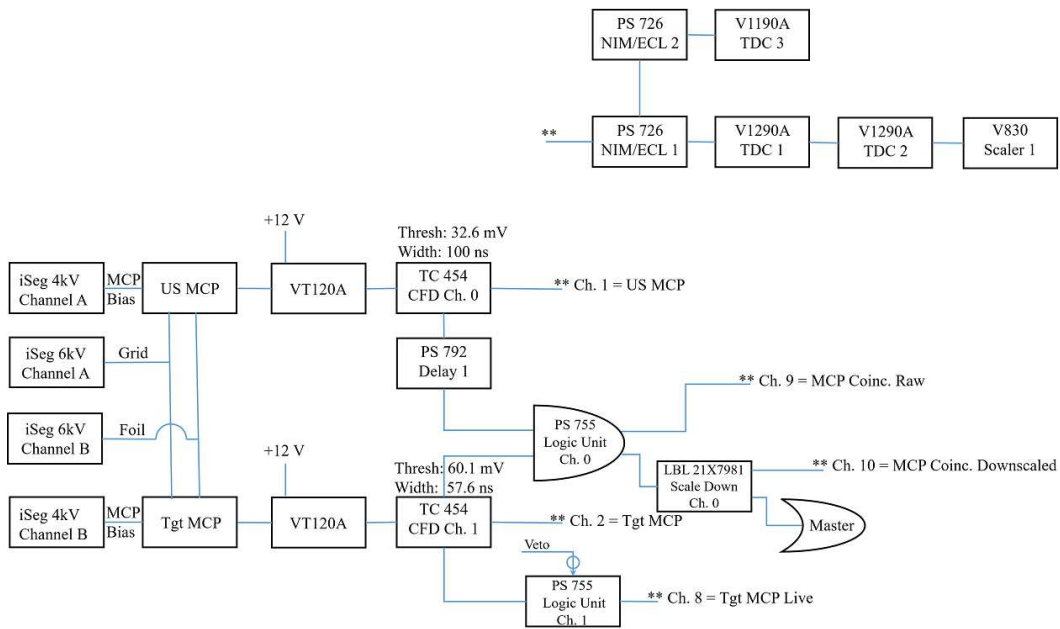 PS 726
NIM/ECL 2
V1190A
TDC 3
**
PS 726
NIM/ECL 1
V1290A
TDC 1
V1290A
TDC 2
V830
Scaler 1
+12 V
Thresh: 32.6 mV
Width: 100 ns
iSeg 4kV
Channel A
MCP
Bias
US MCP
VT120A
TC 454
CFD Ch. 0
** Ch. 1 = US MCP
iSeg 6kV
Channel A
Grid
PS 792
Delay 1
** Ch. 9 = MCP Coinc. Raw
iSeg 6kV
Channel B
Foil
PS 755
Logic Unit
Ch. 0
+12 V
Thresh: 60.1 mV
Width: 57.6 ns
LBL 21X7981
Scale Down
Ch. 0
** Ch. 10 = MCP Coinc. Downscaled
iSeg 4kV
Channel B
MCP
Bias
Tgt MCP
VT120A
TC 454
CFD Ch. 1
** Ch. 2 = Tgt MCP
Master
Veto
PS 755
Logic Unit
Ch. 1
** Ch. 8 = Tgt MCP Live